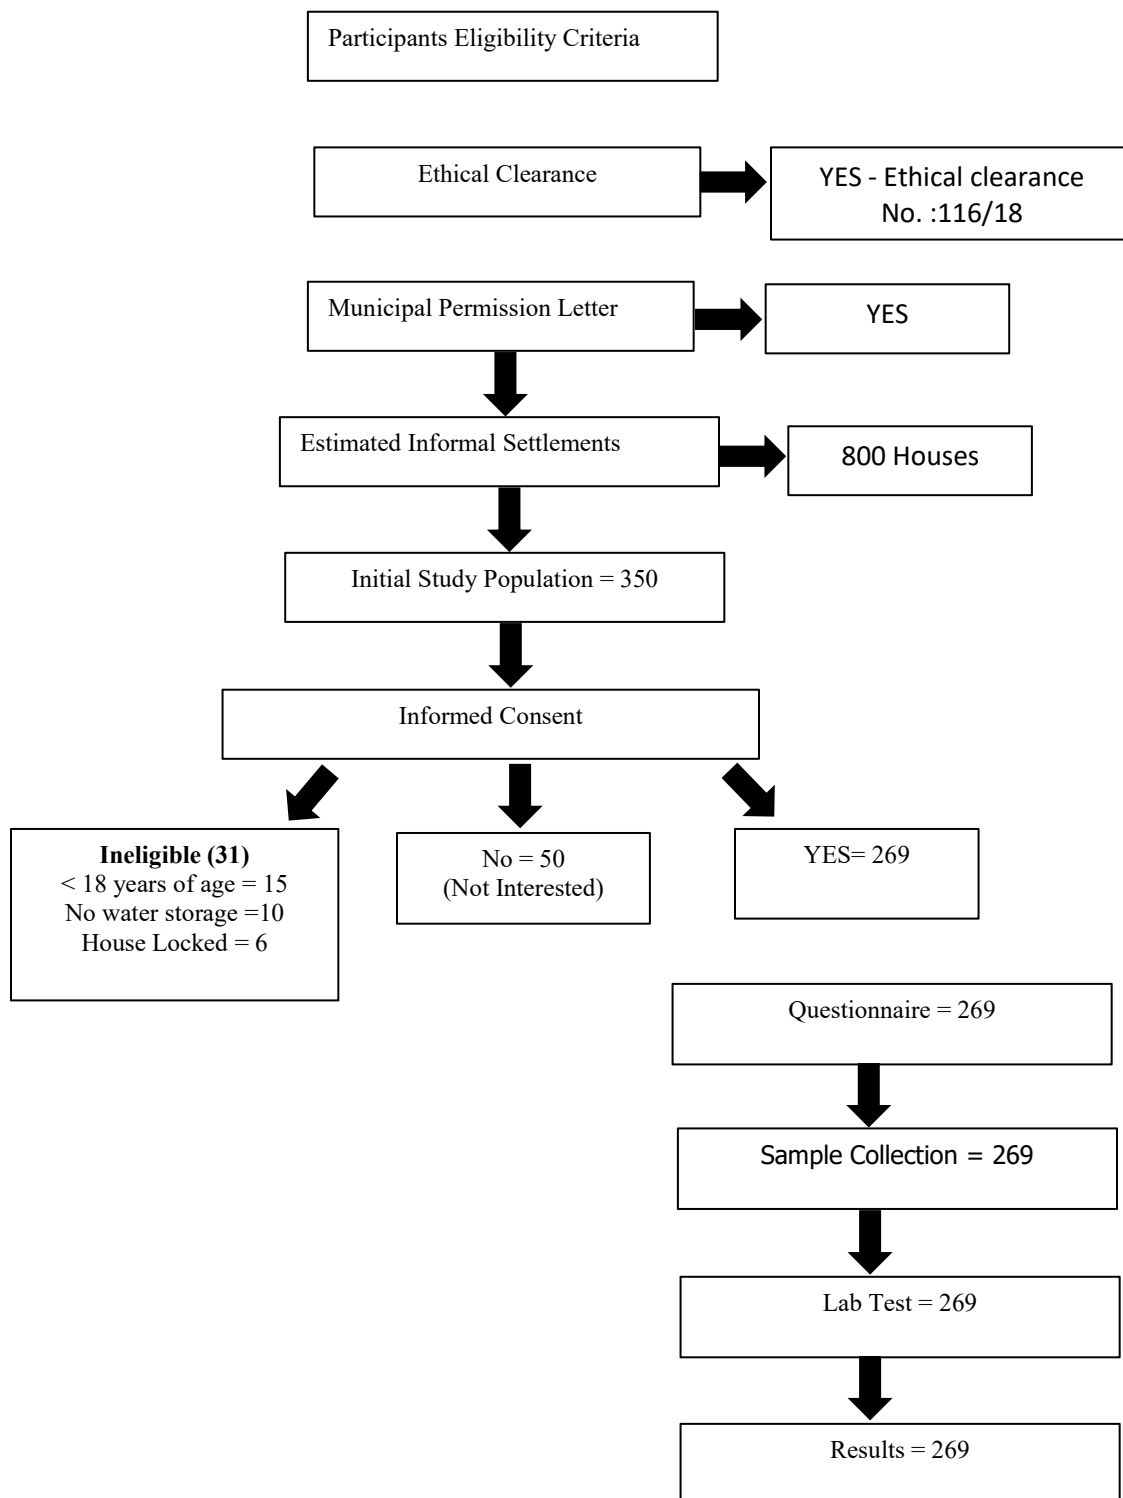 Participants Eligibility Criteria
Ethical Clearance
YES - Ethical clearance
No. :116/18
Municipal Permission Letter
YES
Estimated Informal Settlements
800 Houses
Initial Study Population = 350
Informed Consent
Ineligible (31)
< 18 years of age = 15
No water storage =10
House Locked = 6
No = 50
(Not Interested)
YES= 269
Questionnaire = 269
Sample Collection = 269
Lab Test = 269
Results = 269